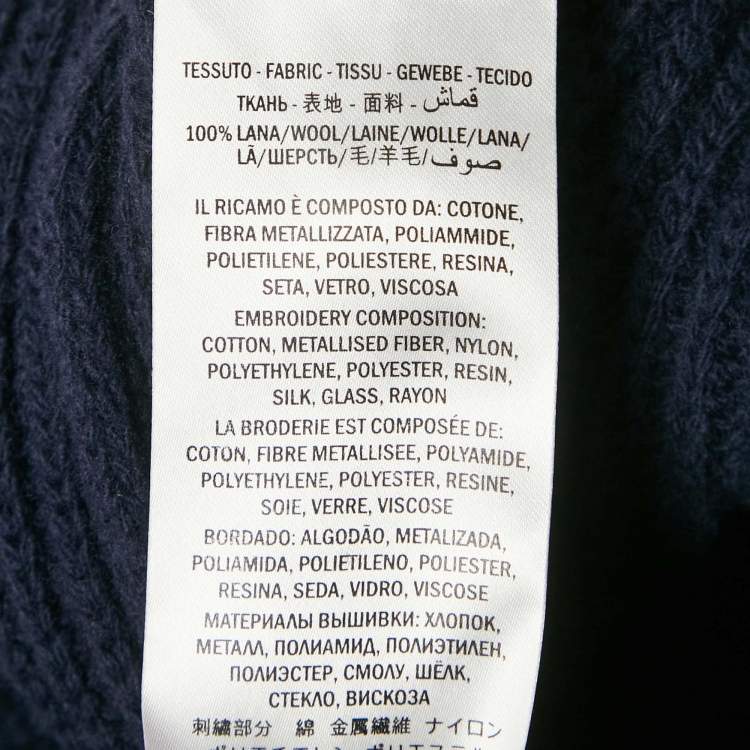 TESSUTO - FABRIC - TISSU - GEWEBE - TECIDO
ТКАНЬ - 表地 - 面料 - قماش
100% LANA/WOOL/LAINE/WOLLE/LANA/
LÃ/ШЕРСТЬ/毛/羊毛/صوف
IL RICAMO È COMPOSTO DA: COTONE,
FIBRA METALLIZZATA, POLIAMMIDE,
POLIETILENE, POLIESTERE, RESINA,
SETA, VETRO, VISCOSA
EMBROIDERY COMPOSITION:
COTTON, METALLISED FIBER, NYLON,
POLYETHYLENE, POLYESTER, RESIN,
SILK, GLASS, RAYON
LA BRODERIE EST COMPOSÉE DE:
COTON, FIBRE METALLISEE, POLYAMIDE,
POLYETHYLENE, POLYESTER, RESINE,
SOIE, VERRE, VISCOSE
BORDADO: ALGODÃO, METALIZADA,
POLIAMIDA, POLIETILENO, POLIESTER,
RESINA, SEDA, VIDRO, VISCOSE
МАТЕРИАЛЫ ВЫШИВКИ: ХЛОПОК,
МЕТАЛЛ, ПОЛИАМИД, ПОЛИЭТИЛЕН,
ПОЛИЭСТЕР, СМОЛУ, ШЁЛК,
СТЕКЛО, ВИСКОЗА
刺繍部分 綿 金属繊維 ナイロン